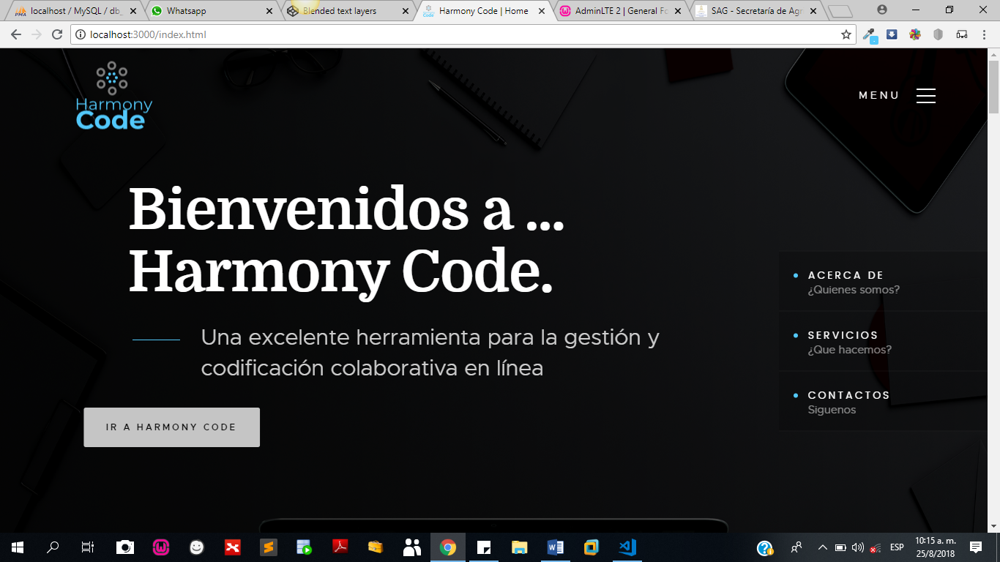 localhost / MySQL / db_
Whatsapp
Blended text layers
Harmony Code | Home
AdminLTE 2 | General Fo
SAG - Secretaría de Agr
localhost:3000/index.html
Harmony
Code
MENU
Bienvenidos a ...
Harmony Code.
Una excelente herramienta para la gestión y
codificación colaborativa en línea
IR A HARMONY CODE
ACERCA DE
¿Quienes somos?
SERVICIOS
¿Que hacemos?
CONTACTOS
Siguenos
ESP
10:15 a. m.
25/8/2018